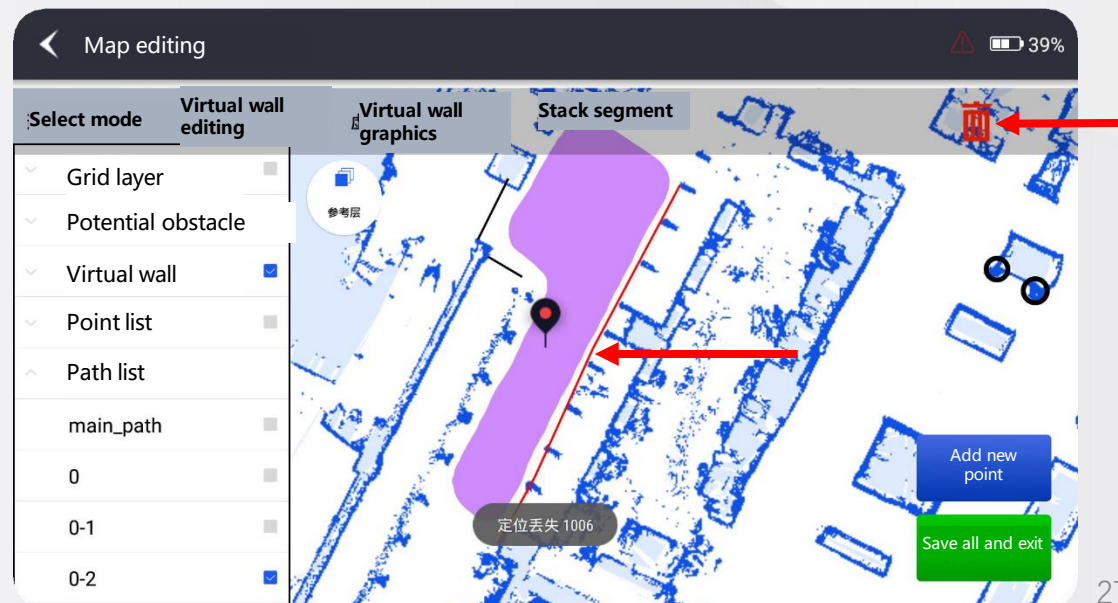 Map editing
39%
Select mode
Virtual wall
editing
Virtual wall
graphics
Stack segment
Grid layer
参考层
Potential obstacle
Virtual wall
Point list
Path list
main_path
0
0-1
0-2
定位丢失 1006
Add new
point
Save all and exit